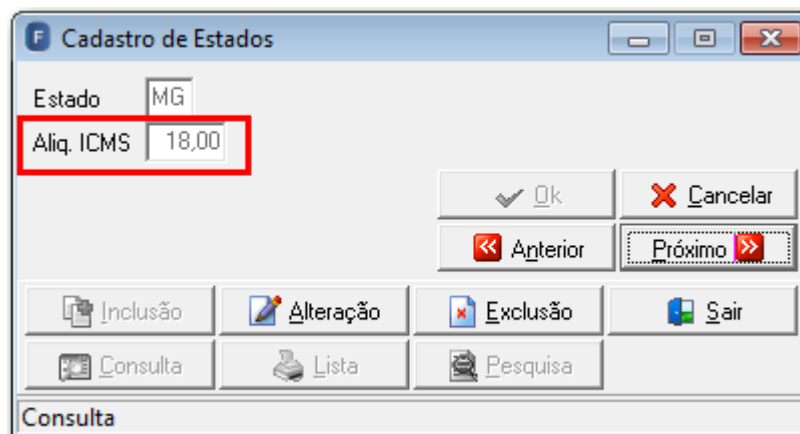 F Cadastro de Estados
Estado MG
Aliq. ICMS 18,00
Ok Cancelar
Anterior Próximo
Inclusão Alteração Exclusão Sair
Consulta Lista Pesquisa
Consulta